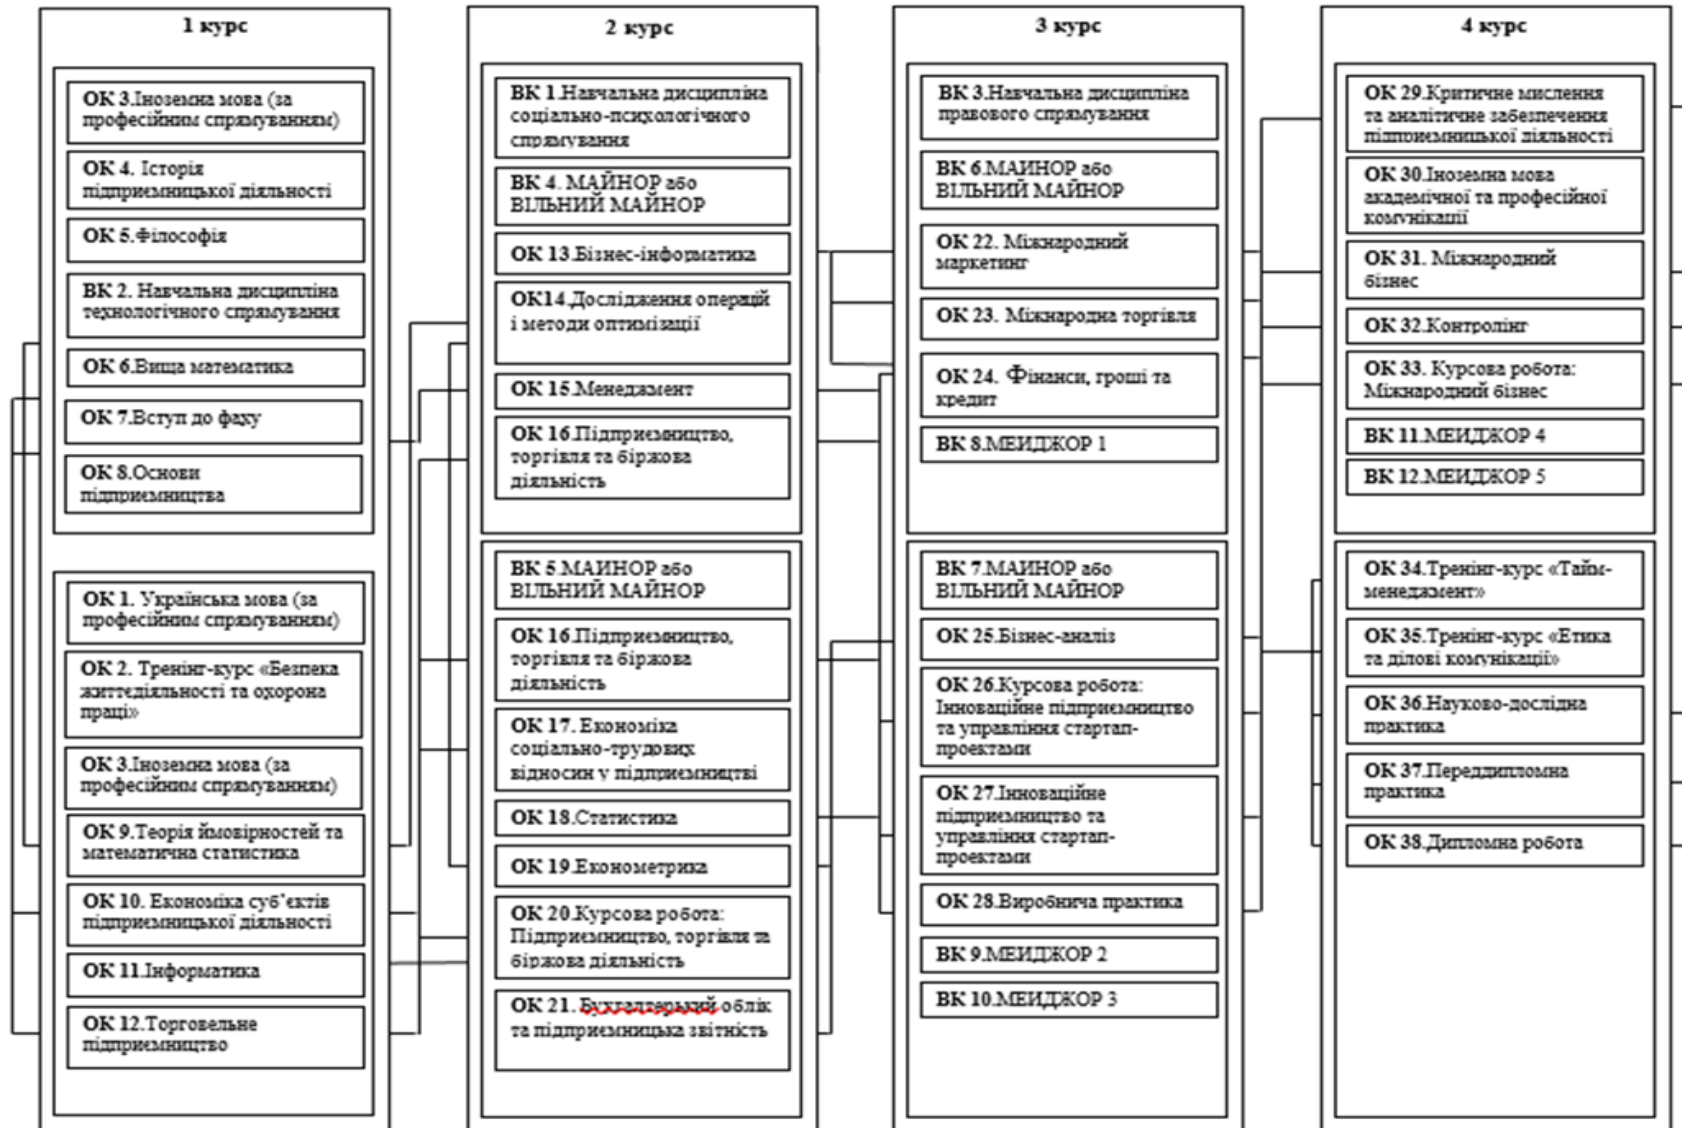 1 курс
ОК 3.Іноземна мова (за
професійним спрямуванням)
ОК 4. Історія
підприємницької діяльності
ОК 5.Філософія
ВК 2. Навчальна дисципліна
технологічного спрямування
ОК 6.Вища математика
ОК 7.Вступ до фаху
ОК 8.Основи
підприємництва
ОК 1. Українська мова (за
професійним спрямуванням)
ОК 2. Тренінг-курс «Безпека
життєдіяльності та охорона
праці»
ОК 3.Іноземна мова (за
професійним спрямуванням)
ОК 9.Теорія ймовірностей та
математична статистика
ОК 10. Економіка суб’єктів
підприємницької діяльності
ОК 11.Інформатика
ОК 12.Торговельне
підприємництво
2 курс
ВК 1.Навчальна дисципліна
соціально-психологічного
спрямування
ВК 4. МАЙНОР або
ВІЛЬНИЙ МАЙНОР
ОК 13.Бізнес-інформатика
ОК14.Дослідження операцій
і методи оптимізації
ОК 15.Менеджмент
ОК 16.Підприємництво,
торгівля та біржова
діяльність
ВК 5.МАЙНОР або
ВІЛЬНИЙ МАЙНОР
ОК 16.Підприємництво,
торгівля та біржова
діяльність
ОК 17. Економіка
соціально-трудових
відносин у підприємництві
ОК 18.Статистика
ОК 19.Економетрика
ОК 20.Курсова робота:
Підприємництво, торгівля та
біржова діяльність
ОК 21. Бухгалтерький облік
та підприємницька звітність
3 курс
ВК 3.Навчальна дисципліна
правового спрямування
ВК 6.МАЙНОР або
ВІЛЬНИЙ МАЙНОР
ОК 22. Міжнародний
маркетинг
ОК 23. Міжнародна торгівля
ОК 24. Фінанси, гроші та
кредит
ВК 8.МЕЙДЖОР 1
ВК 7.МАЙНОР або
ВІЛЬНИЙ МАЙНОР
ОК 25.Бізнес-аналіз
ОК 26.Курсова робота:
Інноваційне підприємництво
та управління стартап-
проектами
ОК 27.Інноваційне
підприємництво та
управління стартап-
проектами
ОК 28.Виробнича практика
ВК 9.МЕЙДЖОР 2
ВК 10.МЕЙДЖОР 3
4 курс
ОК 29.Критичне мислення
та аналітичне забезпечення
підприємницької діяльності
ОК 30.Іноземна мова
академічної та професійної
комунікації
ОК 31. Міжнародний
бізнес
ОК 32.Контролінг
ОК 33. Курсова робота:
Міжнародний бізнес
ВК 11.МЕЙДЖОР 4
ВК 12.МЕЙДЖОР 5
ОК 34.Тренінг-курс «Тайм-
менеджмент»
ОК 35.Тренінг-курс «Етика
та ділові комунікації»
ОК 36.Науково-дослідна
практика
ОК 37.Переддипломна
практика
ОК 38.Дипломна робота